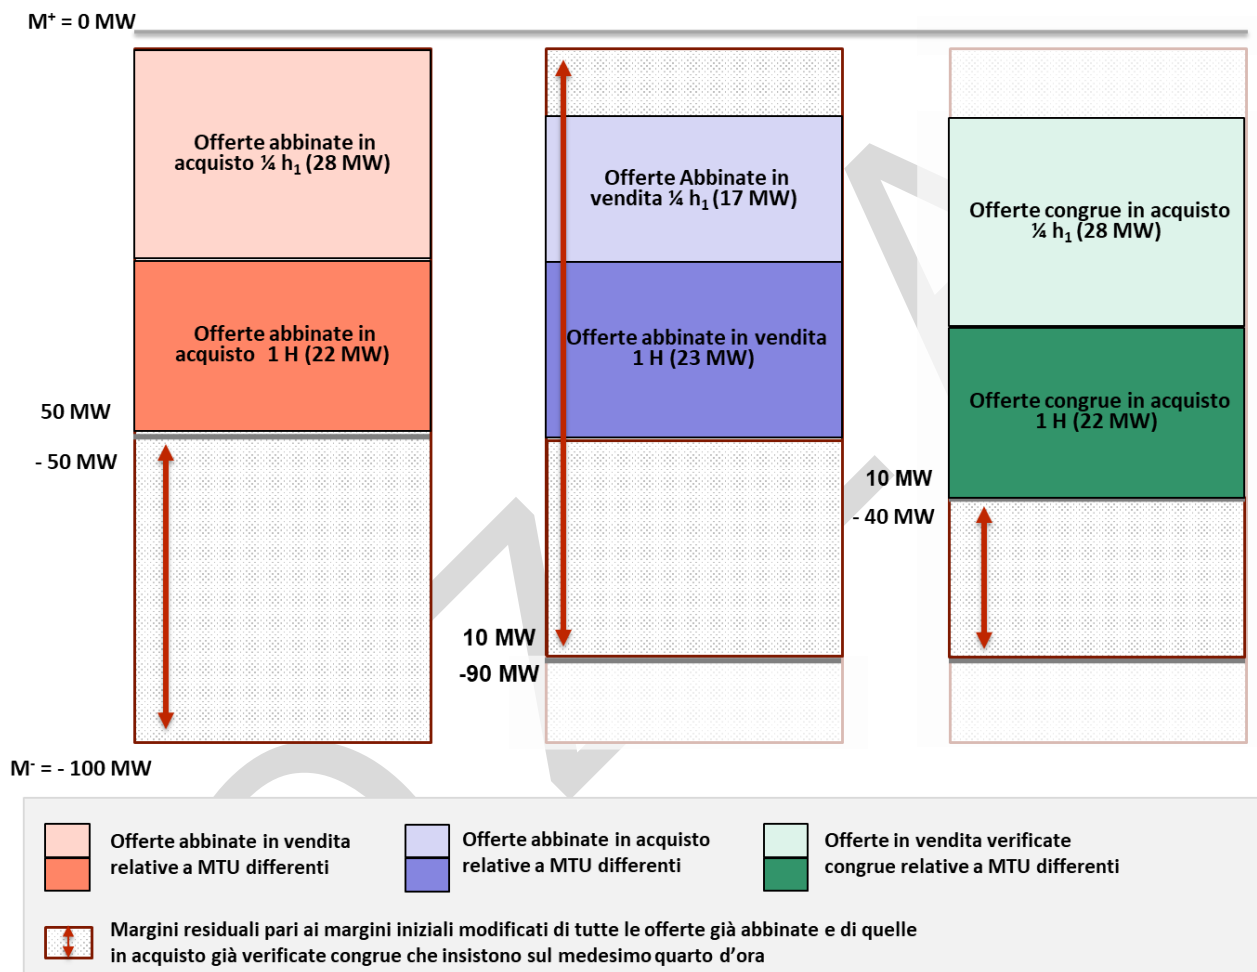 M⁺ = 0 MW
Offerte abbinate in
acquisto ¼ h₁ (28 MW)
Offerte abbinate in
acquisto 1 H (22 MW)
50 MW
- 50 MW
Offerte Abbinate in
vendita ¼ h₁ (17 MW)
Offerte abbinate in vendita
1 H (23 MW)
10 MW
-90 MW
Offerte congrue in acquisto
¼ h₁ (28 MW)
Offerte congrue in acquisto
1 H (22 MW)
10 MW
- 40 MW
M⁻ = - 100 MW
Offerte abbinate in vendita
relative a MTU differenti
Offerte abbinate in acquisto
relative a MTU differenti
Offerte in vendita verificate
congrue relative a MTU differenti
Margini residuali pari ai margini iniziali modificati di tutte le offerte già abbinate e di quelle
in acquisto già verificate congrue che insistono sul medesimo quarto d’ora